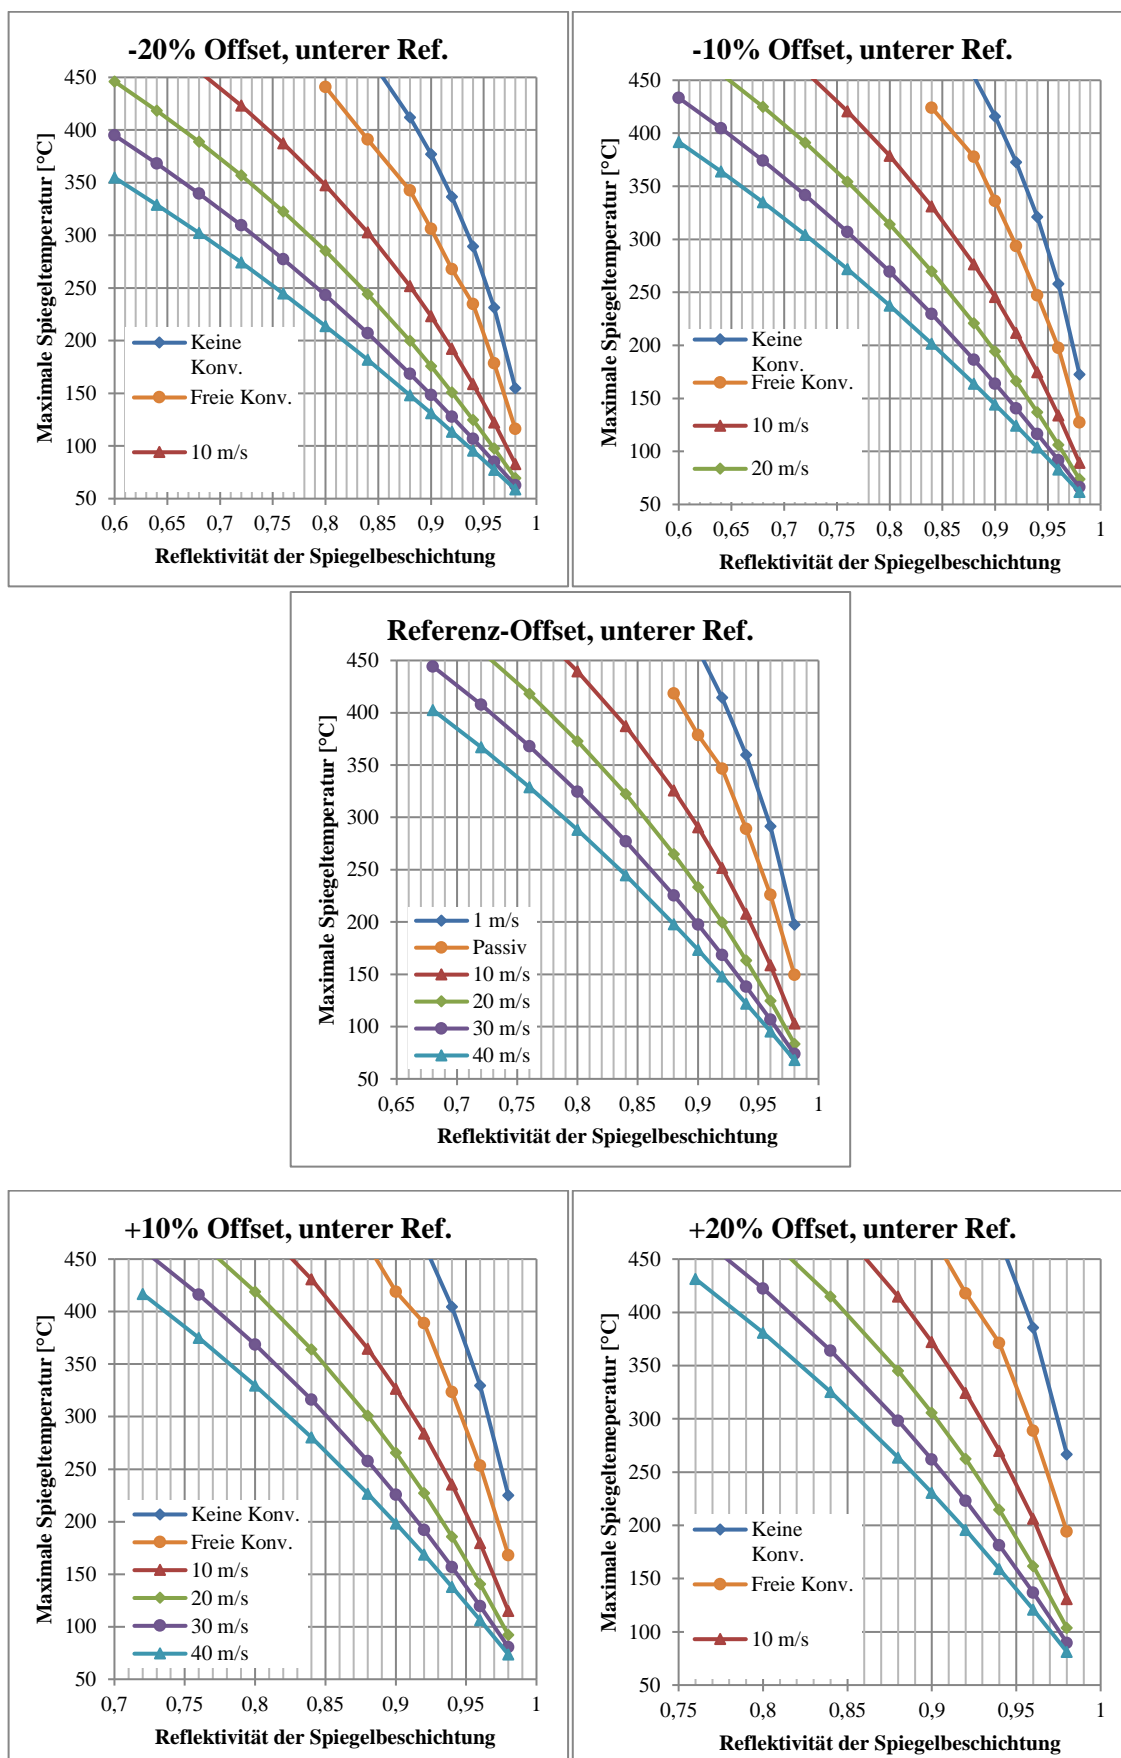 -20% Offset, unterer Ref.
Maximale Spiegeltemperatur [°C]
450
400
350
300
250
200
150
100
50
Keine
Konv.
Freie Konv.
10 m/s
0,6 0,65 0,7 0,75 0,8 0,85 0,9 0,95 1
Reflektivität der Spiegelbeschichtung
-10% Offset, unterer Ref.
Maximale Spiegeltemperatur [°C]
450
400
350
300
250
200
150
100
50
Keine
Konv.
Freie Konv.
10 m/s
20 m/s
0,6 0,65 0,7 0,75 0,8 0,85 0,9 0,95 1
Reflektivität der Spiegelbeschichtung
Referenz-Offset, unterer Ref.
Maximale Spiegeltemperatur [°C]
450
400
350
300
250
200
150
100
50
1 m/s
Passiv
10 m/s
20 m/s
30 m/s
40 m/s
0,65 0,7 0,75 0,8 0,85 0,9 0,95 1
Reflektivität der Spiegelbeschichtung
+10% Offset, unterer Ref.
Maximale Spiegeltemperatur [°C]
450
400
350
300
250
200
150
100
50
Keine Konv.
Freie Konv.
10 m/s
20 m/s
30 m/s
40 m/s
0,7 0,75 0,8 0,85 0,9 0,95 1
Reflektivität der Spiegelbeschichtung
+20% Offset, unterer Ref.
Maximale Spiegeltemeperatur [°C]
450
400
350
300
250
200
150
100
50
Keine
Konv.
Freie Konv.
10 m/s
0,75 0,8 0,85 0,9 0,95 1
Reflektivität der Spiegelbeschichtung